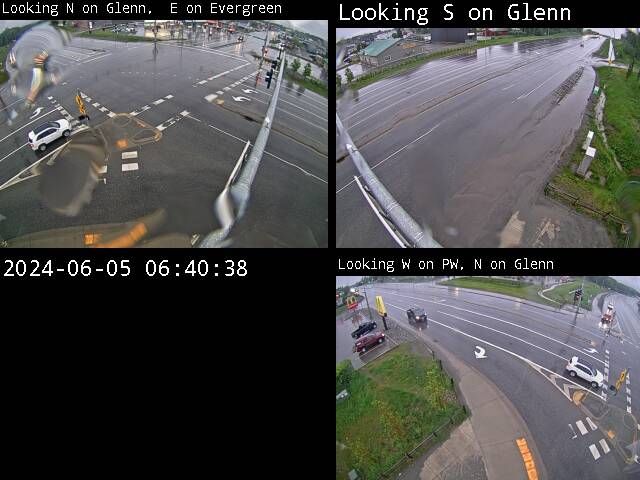 Looking N on Glenn,  E on Evergreen
Looking S on Glenn
2024-06-05 06:40:38
Looking W on PW, N on Glenn